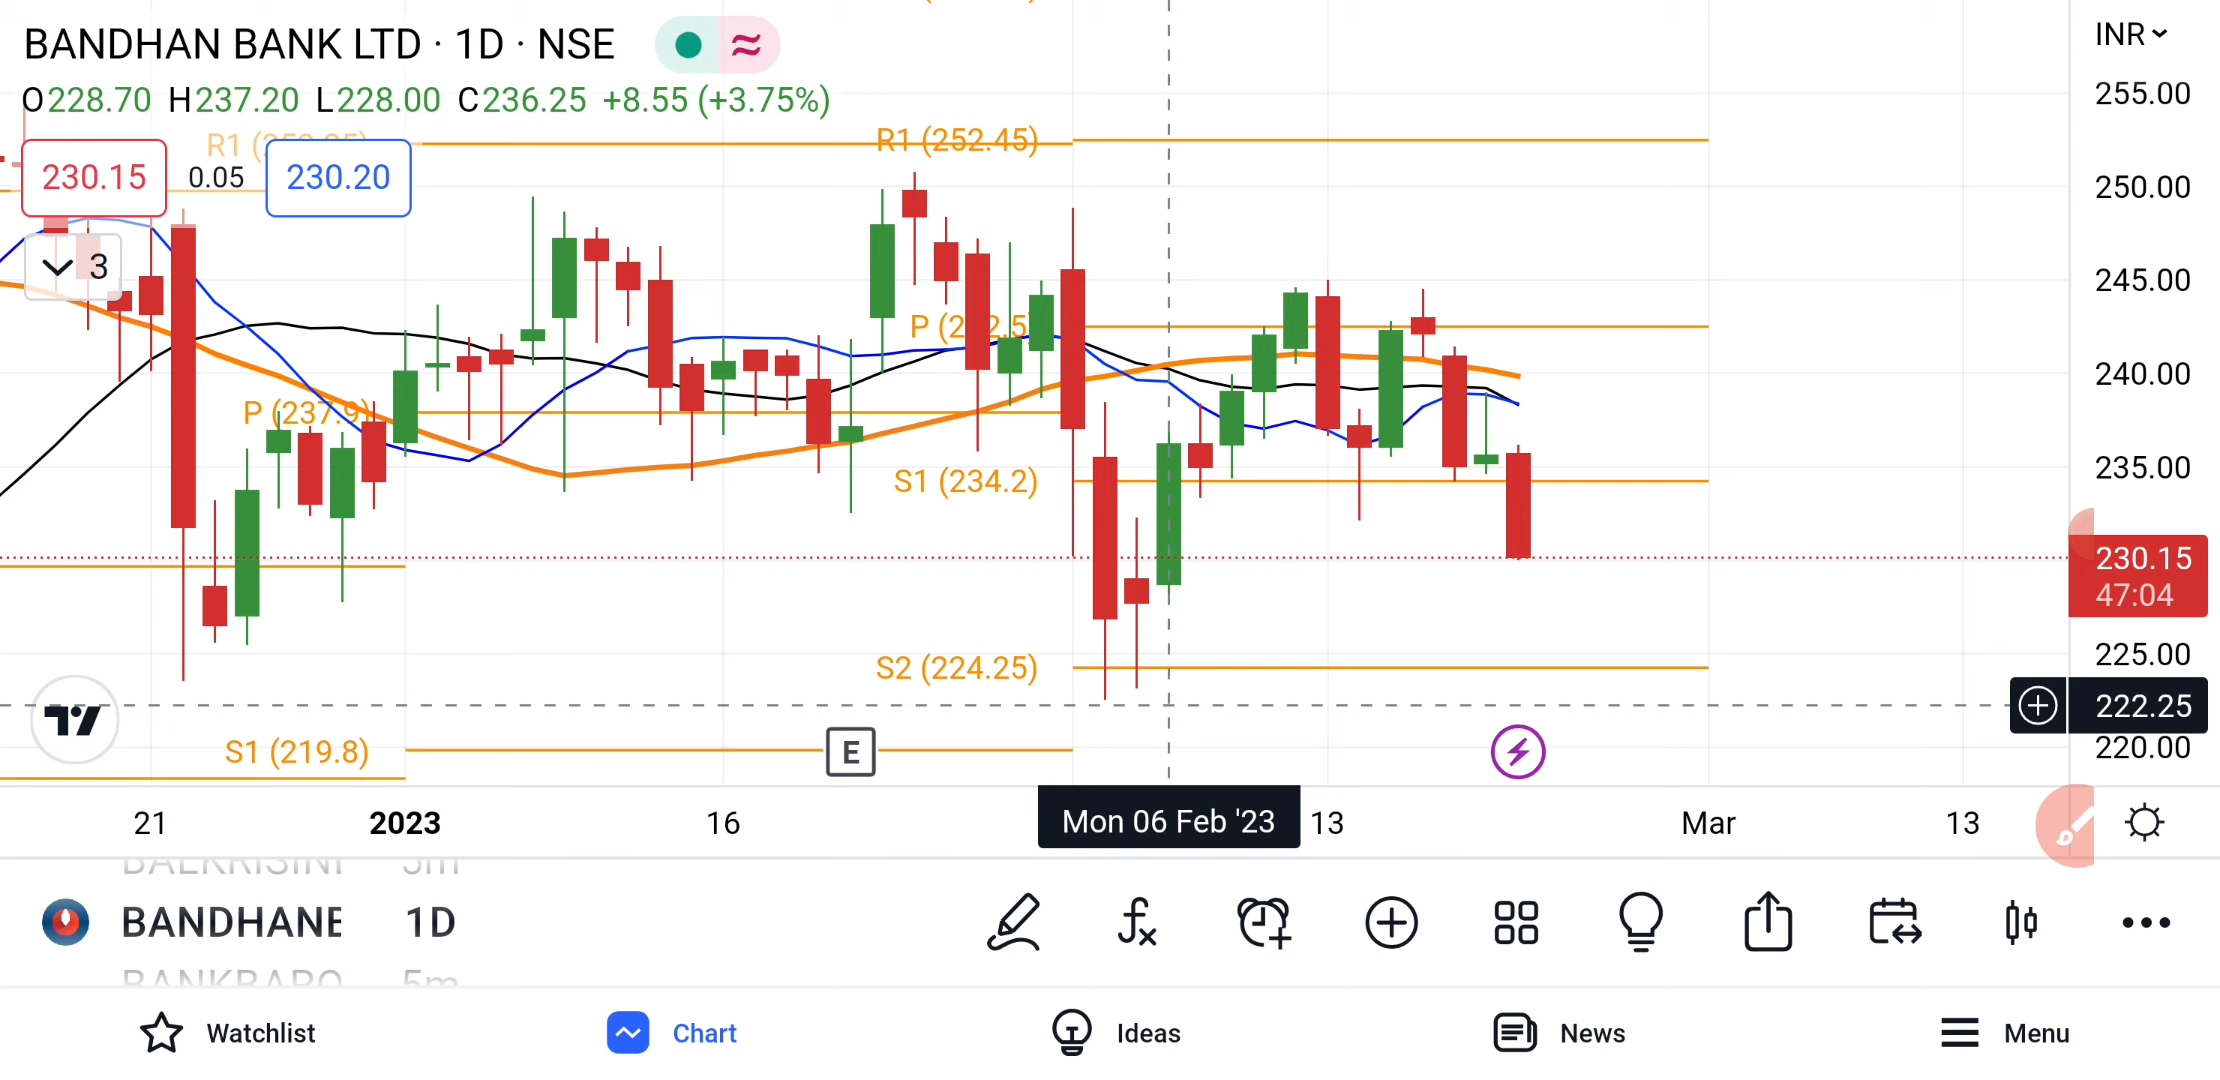 BANDHAN BANK LTD · 1D · NSE
INR
O228.70 H237.20 L228.00 C236.25 +8.55 (+3.75%)
255.00
R1
R1 (252.45)
230.15 0.05 230.20
250.00
3
245.00
P
240.00
P (237.9)
S1 (234.2)
235.00
230.15
47:04
S2 (224.25)
225.00
222.25
S1 (219.8)
E
220.00
21 2023 16 Mon 06 Feb '23 13 Mar 13
BALKRISIN 5m
BANDHANE 1D
BANKBARO 5m
Watchlist Chart Ideas News Menu